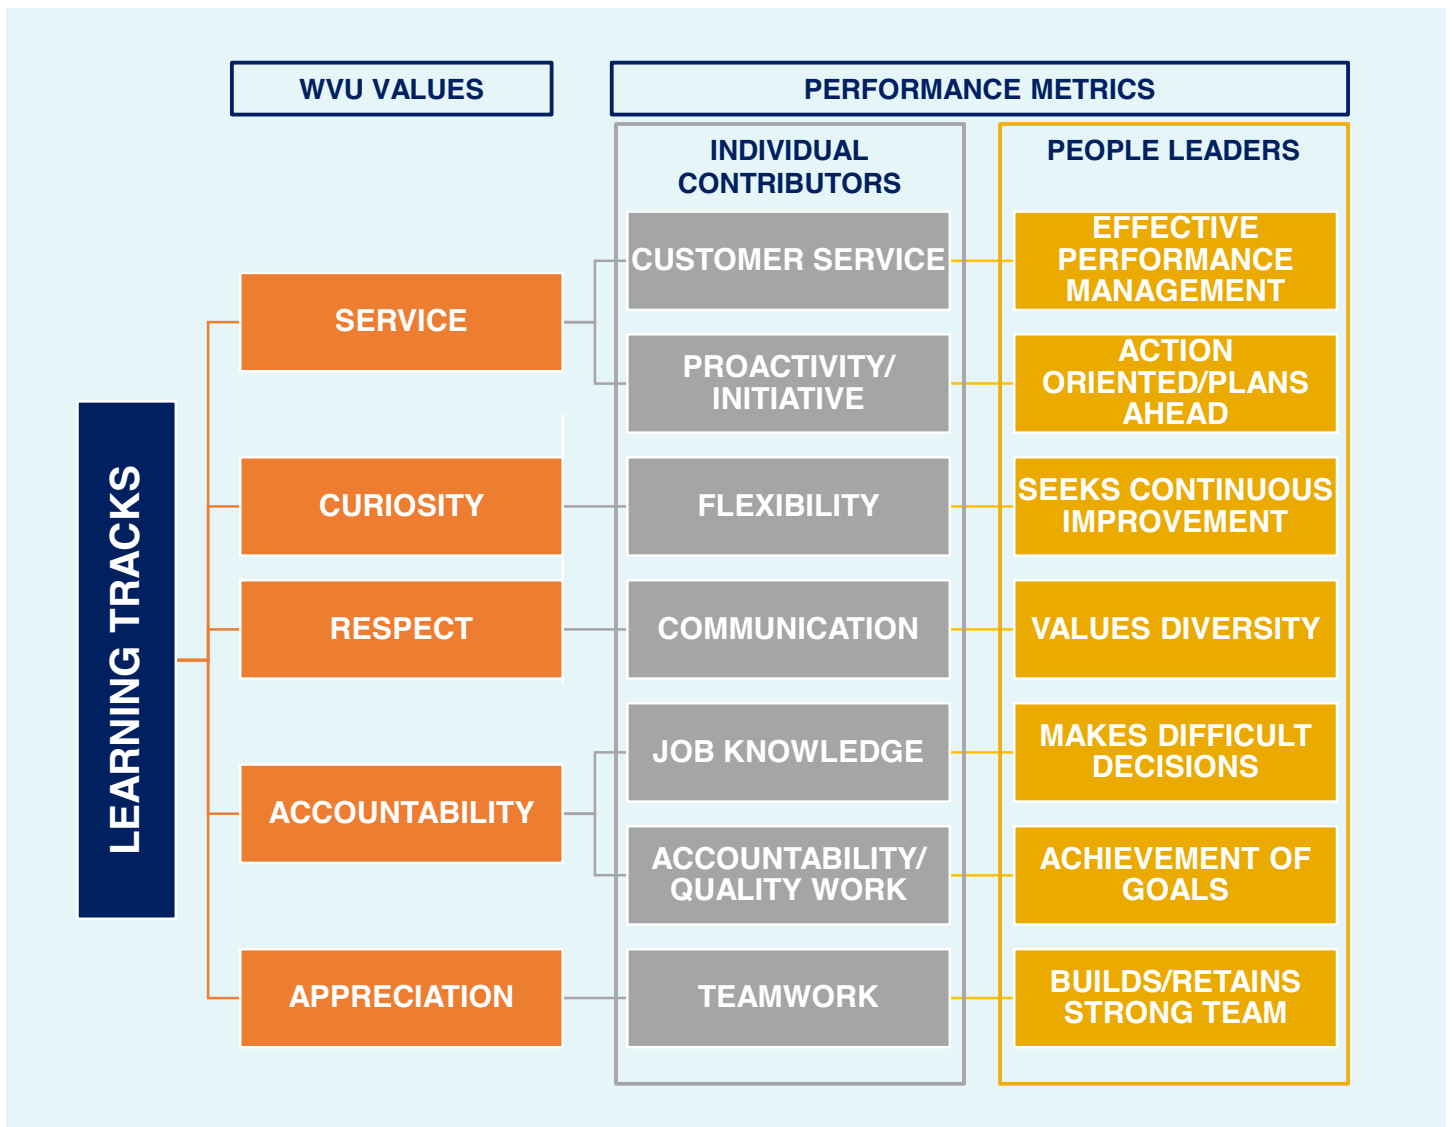 WVU VALUES
PERFORMANCE METRICS
INDIVIDUAL
CONTRIBUTORS
PEOPLE LEADERS
LEARNING TRACKS
SERVICE
CUSTOMER SERVICE
EFFECTIVE
PERFORMANCE
MANAGEMENT
PROACTIVITY/
INITIATIVE
ACTION
ORIENTED/PLANS
AHEAD
CURIOSITY
FLEXIBILITY
SEEKS CONTINUOUS
IMPROVEMENT
RESPECT
COMMUNICATION
VALUES DIVERSITY
ACCOUNTABILITY
JOB KNOWLEDGE
MAKES DIFFICULT
DECISIONS
ACCOUNTABILITY/
QUALITY WORK
ACHIEVEMENT OF
GOALS
APPRECIATION
TEAMWORK
BUILDS/RETAINS
STRONG TEAM